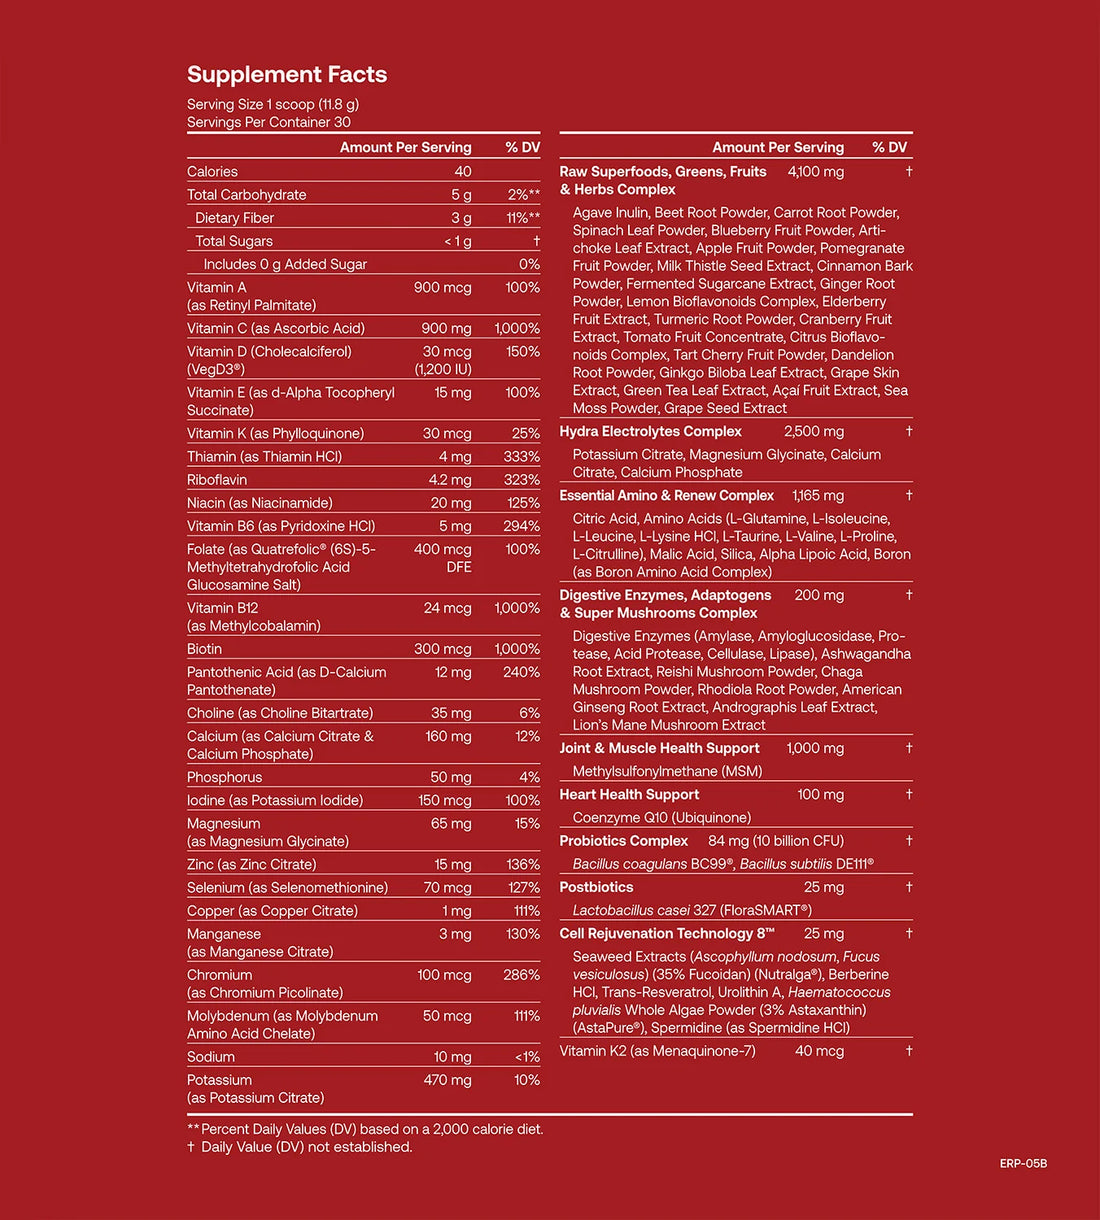 Supplement Facts
Serving Size 1 scoop (11.8 g)
Servings Per Container 30
Amount Per Serving % DV
Calories 40
Total Carbohydrate 5 g 2%**
Dietary Fiber 3 g 11%**
Total Sugars < 1 g †
Includes 0 g Added Sugar 0%
Vitamin A 900 mcg 100%
(as Retinyl Palmitate)
Vitamin C (as Ascorbic Acid) 900 mg 1,000%
Vitamin D (Cholecalciferol) 30 mcg 150%
(VegD3®) (1,200 IU)
Vitamin E (as d-Alpha Tocopheryl 15 mg 100%
Succinate)
Vitamin K (as Phylloquinone) 30 mcg 25%
Thiamin (as Thiamin HCl) 4 mg 333%
Riboflavin 4.2 mg 323%
Niacin (as Niacinamide) 20 mg 125%
Vitamin B6 (as Pyridoxine HCl) 5 mg 294%
Folate (as Quatrefolic® (6S)-5- 400 mcg 100%
Methyltetrahydrofolic Acid DFE
Glucosamine Salt)
Vitamin B12 24 mcg 1,000%
(as Methylcobalamin)
Biotin 300 mcg 1,000%
Pantothenic Acid (as D-Calcium 12 mg 240%
Pantothenate)
Choline (as Choline Bitartrate) 35 mg 6%
Calcium (as Calcium Citrate & 160 mg 12%
Calcium Phosphate)
Phosphorus 50 mg 4%
Iodine (as Potassium Iodide) 150 mcg 100%
Magnesium 65 mg 15%
(as Magnesium Glycinate)
Zinc (as Zinc Citrate) 15 mg 136%
Selenium (as Selenomethionine) 70 mcg 127%
Copper (as Copper Citrate) 1 mg 111%
Manganese 3 mg 130%
(as Manganese Citrate)
Chromium 100 mcg 286%
(as Chromium Picolinate)
Molybdenum (as Molybdenum 50 mcg 111%
Amino Acid Chelate)
Sodium 10 mg <1%
Potassium 470 mg 10%
(as Potassium Citrate)
Amount Per Serving % DV
Raw Superfoods, Greens, Fruits 4,100 mg †
& Herbs Complex
Agave Inulin, Beet Root Powder, Carrot Root Powder,
Spinach Leaf Powder, Blueberry Fruit Powder, Arti-
choke Leaf Extract, Apple Fruit Powder, Pomegranate
Fruit Powder, Milk Thistle Seed Extract, Cinnamon Bark
Powder, Fermented Sugarcane Extract, Ginger Root
Powder, Lemon Bioflavonoids Complex, Elderberry
Fruit Extract, Turmeric Root Powder, Cranberry Fruit
Extract, Tomato Fruit Concentrate, Citrus Bioflavo-
noids Complex, Tart Cherry Fruit Powder, Dandelion
Root Powder, Ginkgo Biloba Leaf Extract, Grape Skin
Extract, Green Tea Leaf Extract, Açaí Fruit Extract, Sea
Moss Powder, Grape Seed Extract
Hydra Electrolytes Complex 2,500 mg †
Potassium Citrate, Magnesium Glycinate, Calcium
Citrate, Calcium Phosphate
Essential Amino & Renew Complex 1,165 mg †
Citric Acid, Amino Acids (L-Glutamine, L-Isoleucine,
L-Leucine, L-Lysine HCl, L-Taurine, L-Valine, L-Proline,
L-Citrulline), Malic Acid, Silica, Alpha Lipoic Acid, Boron
(as Boron Amino Acid Complex)
Digestive Enzymes, Adaptogens 200 mg †
& Super Mushrooms Complex
Digestive Enzymes (Amylase, Amyloglucosidase, Pro-
tease, Acid Protease, Cellulase, Lipase), Ashwagandha
Root Extract, Reishi Mushroom Powder, Chaga
Mushroom Powder, Rhodiola Root Powder, American
Ginseng Root Extract, Andrographis Leaf Extract,
Lion's Mane Mushroom Extract
Joint & Muscle Health Support 1,000 mg †
Methylsulfonylmethane (MSM)
Heart Health Support 100 mg †
Coenzyme Q10 (Ubiquinone)
Probiotics Complex 84 mg (10 billion CFU) †
Bacillus coagulans BC99®, Bacillus subtilis DE111®
Postbiotics 25 mg †
Lactobacillus casei 327 (FloraSMART®)
Cell Rejuvenation Technology 8™ 25 mg †
Seaweed Extracts (Ascophyllum nodosum, Fucus
vesiculosus) (35% Fucoidan) (Nutralga®), Berberine
HCl, Trans-Resveratrol, Urolithin A, Haematococcus
pluvialis Whole Algae Powder (3% Astaxanthin)
(AstaPure®), Spermidine (as Spermidine HCl)
Vitamin K2 (as Menaquinone-7) 40 mcg †
**Percent Daily Values (DV) based on a 2,000 calorie diet.
† Daily Value (DV) not established.
ERP-05B